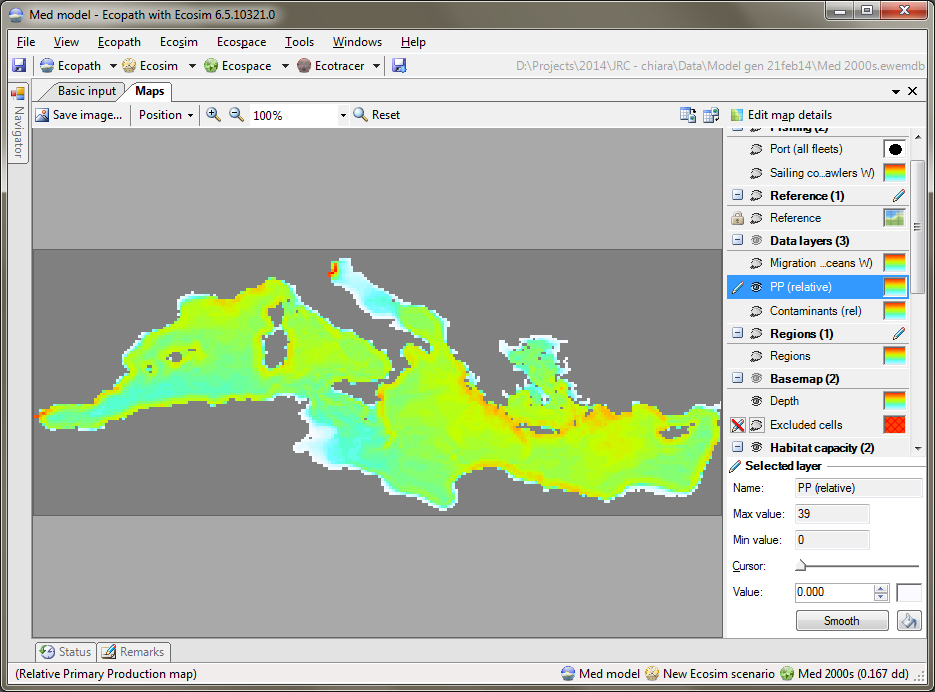 Med model - Ecopath with Ecosim 6.5.10321.0
File View Ecopath Ecosim Ecospace Tools Windows Help
Ecopath Ecosim Ecospace Ecotracer D:\Projects\2014\JRC - chiara\Data\Model gen 21feb14\Med 2000s.ewemdb
Navigator
Basic input Maps
Save image... Position 100% Reset Edit map details
Fishing (2)
Port (all fleets)
Sailing co...awlers W)
Reference (1)
Reference
Data layers (3)
Migration ...ceans W)
PP (relative)
Contaminants (rel)
Regions (1)
Regions
Basemap (2)
Depth
Excluded cells
Habitat capacity (2)
Selected layer
Name: PP (relative)
Max value: 39
Min value: 0
Cursor:
Value: 0.000
Smooth
Status Remarks
(Relative Primary Production map) Med model New Ecosim scenario Med 2000s (0.167 dd)